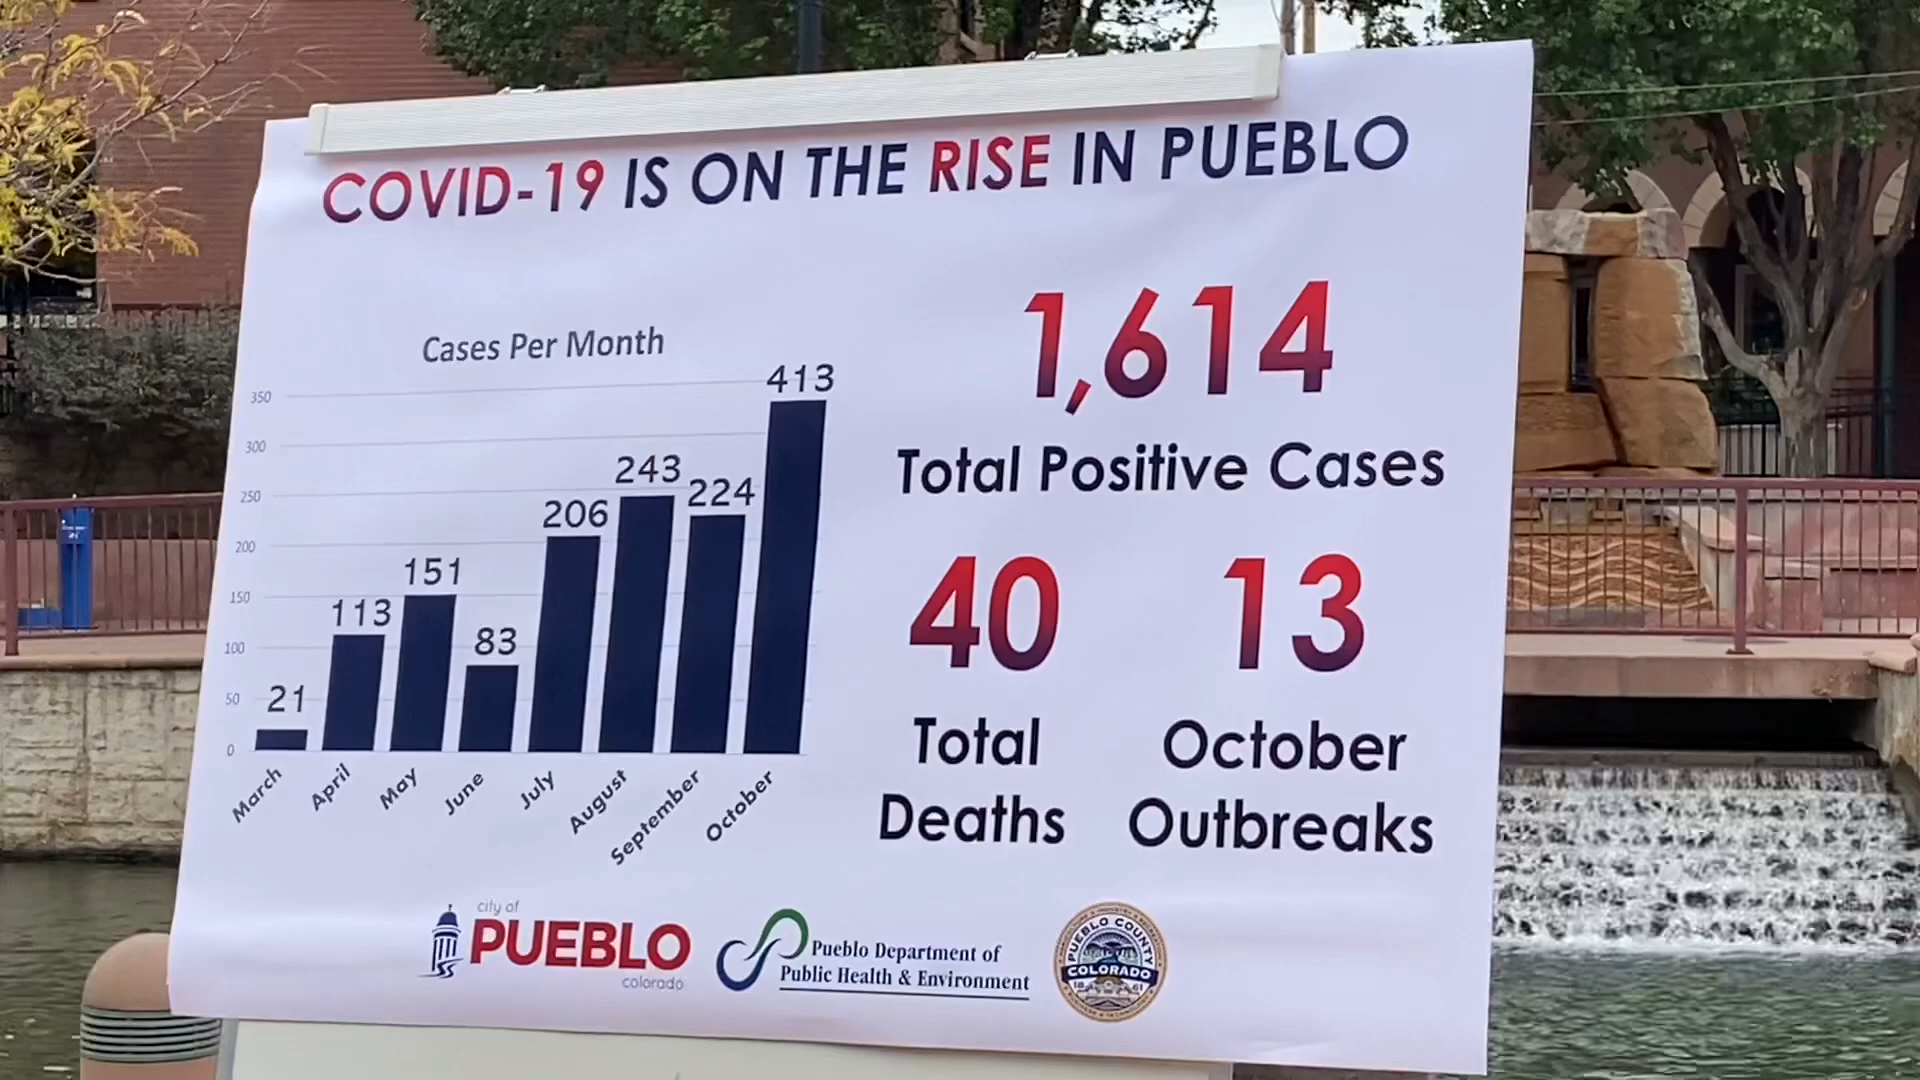 COVID-19 IS ON THE RISE IN PUEBLO
Cases Per Month
350
300
250
200
150
100
50
0
21
113
151
83
206
243
224
413
March
April
May
June
July
August
September
October
1,614
Total Positive Cases
40
Total
Deaths
13
October
Outbreaks
city of
PUEBLO
colorado
Pueblo Department of
Public Health & Environment
PUEBLO COUNTY
COLORADO
18 61